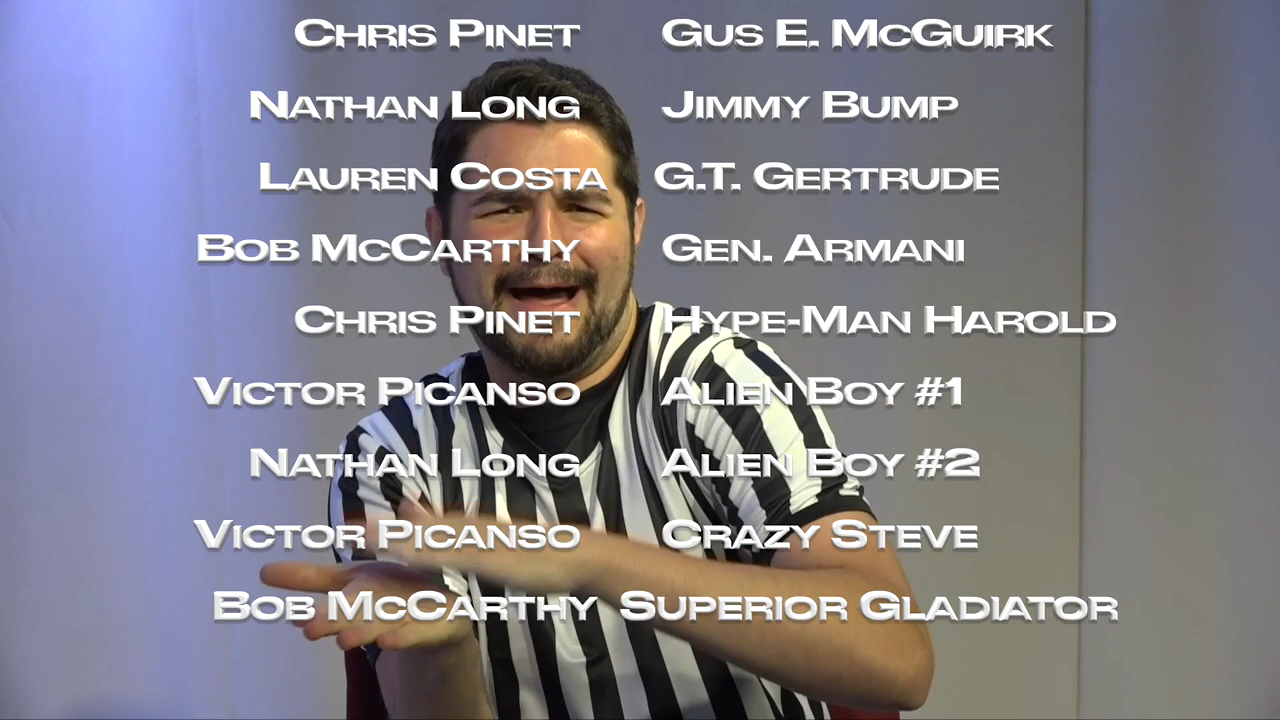 Chris Pinet Gus E. McGuirk
Nathan Long Jimmy Bump
Lauren Costa G.T. Gertrude
Bob McCarthy Gen. Armani
Chris Pinet Hype-Man Harold
Victor Picanso Alien Boy #1
Nathan Long Alien Boy #2
Victor Picanso Crazy Steve
Bob McCarthy Superior Gladiator